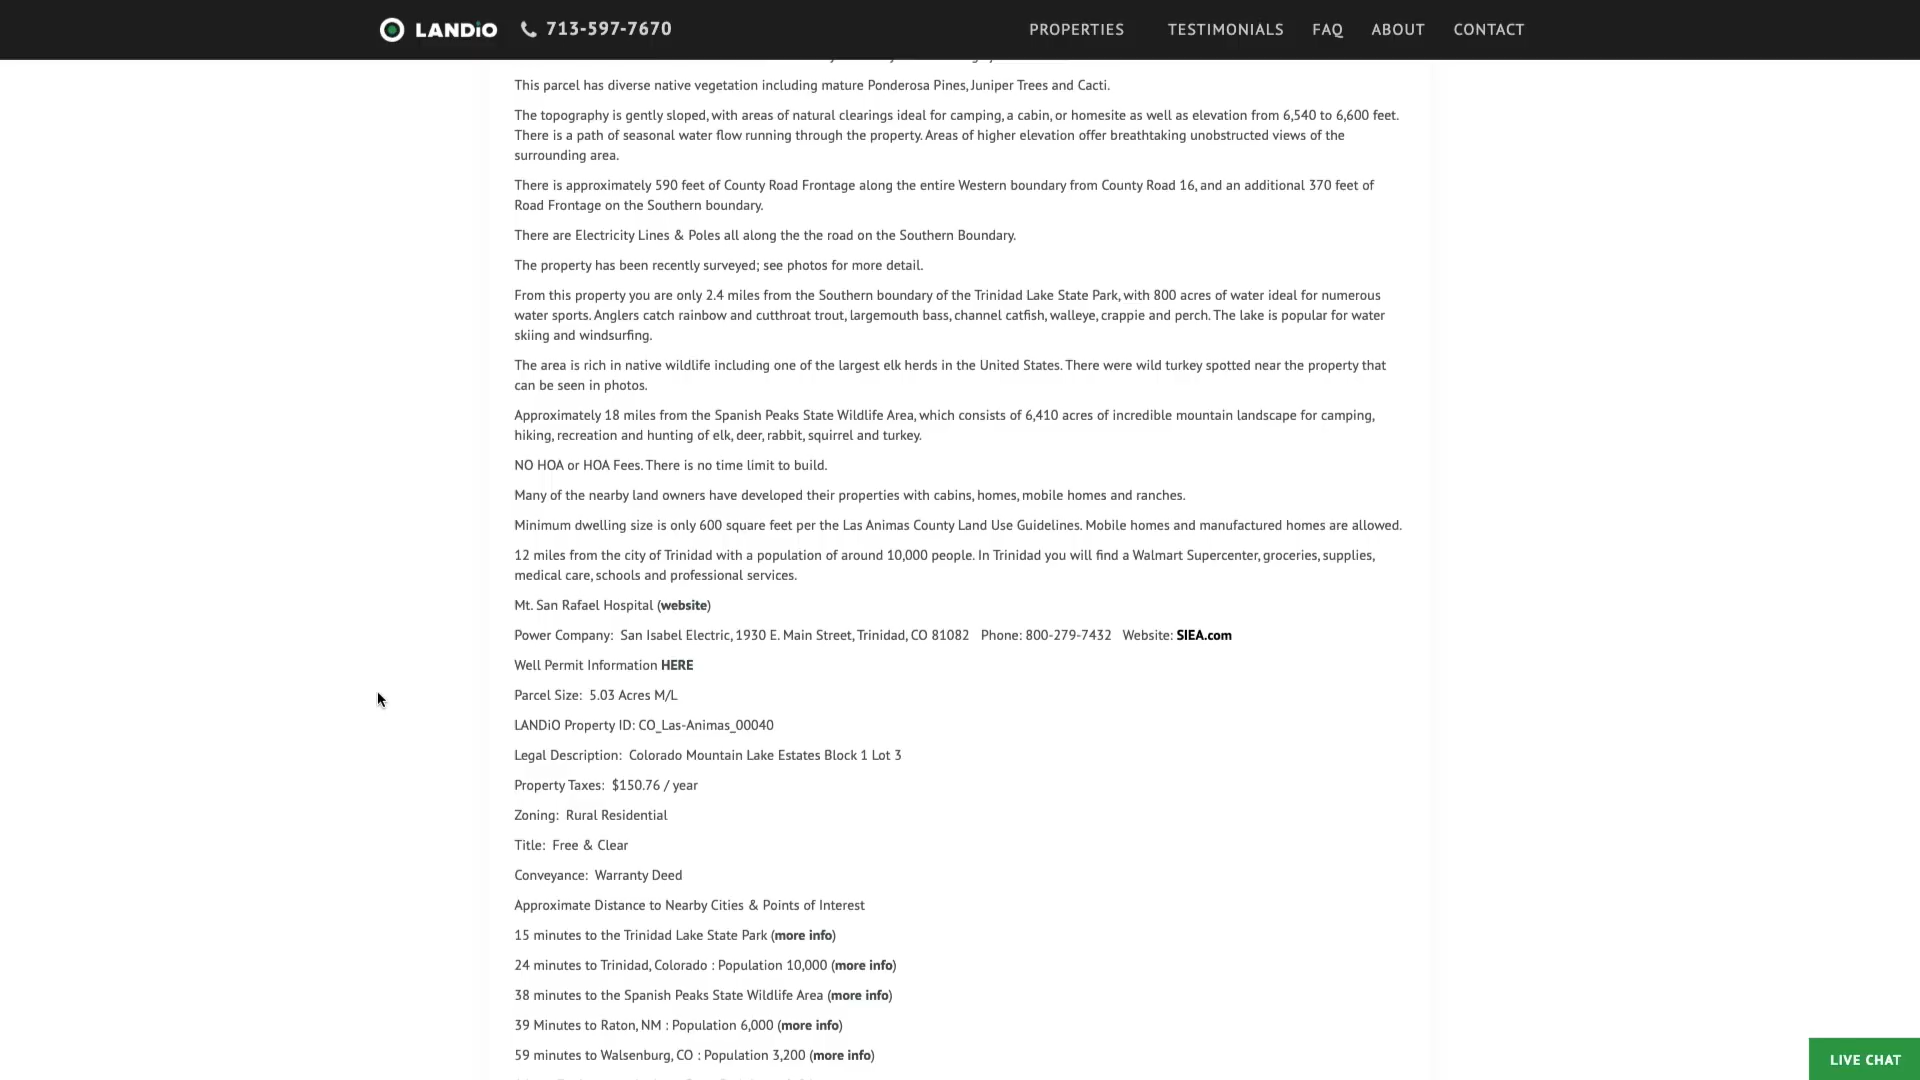 LANDiO 713-597-7670 PROPERTIES TESTIMONIALS FAQ ABOUT CONTACT
This parcel has diverse native vegetation including mature Ponderosa Pines, Juniper Trees and Cacti.
The topography is gently sloped, with areas of natural clearings ideal for camping, a cabin, or homesite as well as elevation from 6,540 to 6,600 feet.
There is a path of seasonal water flow running through the property. Areas of higher elevation offer breathtaking unobstructed views of the
surrounding area.
There is approximately 590 feet of County Road Frontage along the entire Western boundary from County Road 16, and an additional 370 feet of
Road Frontage on the Southern boundary.
There are Electricity Lines & Poles all along the the road on the Southern Boundary.
The property has been recently surveyed; see photos for more detail.
From this property you are only 2.4 miles from the Southern boundary of the Trinidad Lake State Park, with 800 acres of water ideal for numerous
water sports. Anglers catch rainbow and cutthroat trout, largemouth bass, channel catfish, walleye, crappie and perch. The lake is popular for water
skiing and windsurfing.
The area is rich in native wildlife including one of the largest elk herds in the United States. There were wild turkey spotted near the property that
can be seen in photos.
Approximately 18 miles from the Spanish Peaks State Wildlife Area, which consists of 6,410 acres of incredible mountain landscape for camping,
hiking, recreation and hunting of elk, deer, rabbit, squirrel and turkey.
NO HOA or HOA Fees. There is no time limit to build.
Many of the nearby land owners have developed their properties with cabins, homes, mobile homes and ranches.
Minimum dwelling size is only 600 square feet per the Las Animas County Land Use Guidelines. Mobile homes and manufactured homes are allowed.
12 miles from the city of Trinidad with a population of around 10,000 people. In Trinidad you will find a Walmart Supercenter, groceries, supplies,
medical care, schools and professional services.
Mt. San Rafael Hospital (website)
Power Company: San Isabel Electric, 1930 E. Main Street, Trinidad, CO 81082 Phone: 800-279-7432 Website: SIEA.com
Well Permit Information HERE
Parcel Size: 5.03 Acres M/L
LANDiO Property ID: CO_Las-Animas_00040
Legal Description: Colorado Mountain Lake Estates Block 1 Lot 3
Property Taxes: $150.76 / year
Zoning: Rural Residential
Title: Free & Clear
Conveyance: Warranty Deed
Approximate Distance to Nearby Cities & Points of Interest
15 minutes to the Trinidad Lake State Park (more info)
24 minutes to Trinidad, Colorado : Population 10,000 (more info)
38 minutes to the Spanish Peaks State Wildlife Area (more info)
39 Minutes to Raton, NM : Population 6,000 (more info)
59 minutes to Walsenburg, CO : Population 3,200 (more info)
LIVE CHAT